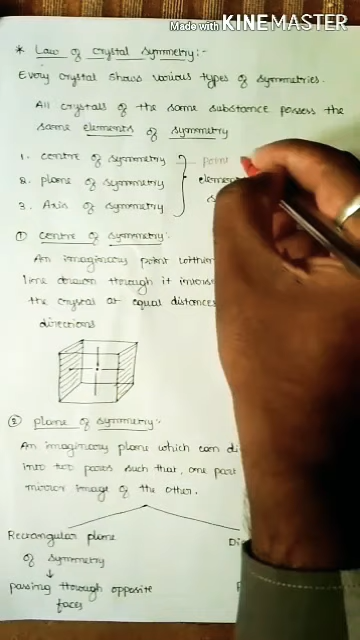 Made with KINEMASTER
* Law of crystal symmetry:-
Every crystal shows various types of symmetries.
All crystals of the same substance possess the
same elements of symmetry
1. centre of symmetry
2. plane of symmetry
3. Axis of symmetry
point
① centre of symmetry:
An imaginary point
line drawn through it
the crystal at equal distances
directions
② plane of symmetry:
An imaginary plane which can
into two parts such that, one part
mirror image of the other.
Rectangular plane
of symmetry
passing through opposite
faces